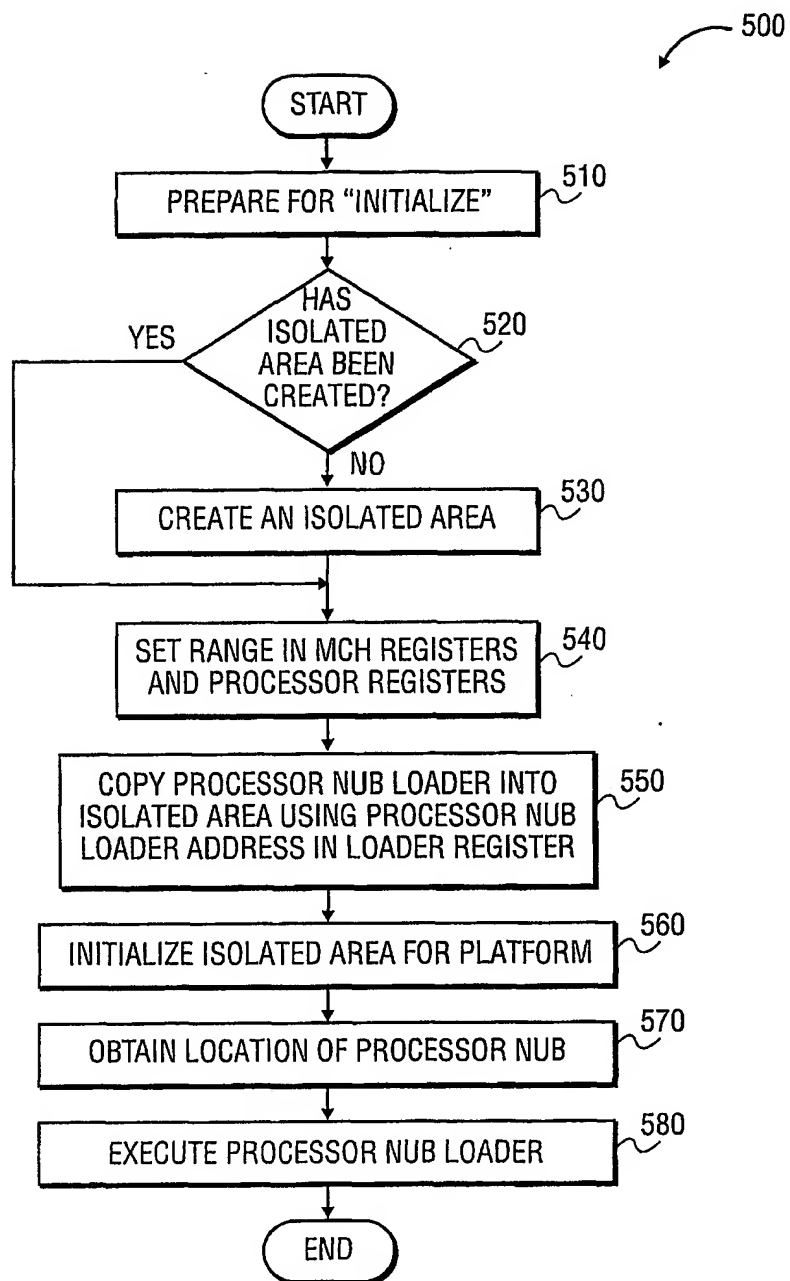 500
START
PREPARE FOR “INITIALIZE”
510
HAS
ISOLATED
AREA BEEN
CREATED?
520
YES
NO
CREATE AN ISOLATED AREA
530
SET RANGE IN MCH REGISTERS
AND PROCESSOR REGISTERS
540
COPY PROCESSOR NUB LOADER INTO
ISOLATED AREA USING PROCESSOR NUB
LOADER ADDRESS IN LOADER REGISTER
550
INITIALIZE ISOLATED AREA FOR PLATFORM
560
OBTAIN LOCATION OF PROCESSOR NUB
570
EXECUTE PROCESSOR NUB LOADER
580
END